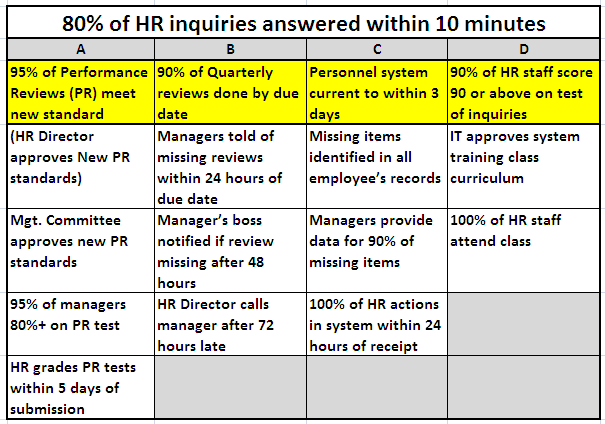 80% of HR inquiries answered within 10 minutes
A
B
C
D
95% of Performance
Reviews (PR) meet
new standard
90% of Quarterly
reviews done by due
date
Personnel system
current to within 3
days
90% of HR staff score
90 or above on test
of inquiries
(HR Director
approves New PR
standards)
Managers told of
missing reviews
within 24 hours of
due date
Missing items
identified in all
employee's records
IT approves system
training class
curriculum
Mgt. Committee
approves new PR
standards
Manager's boss
notified if review
missing after 48
hours
Managers provide
data for 90% of
missing items
100% of HR staff
attend class
95% of managers
80%+ on PR test
HR Director calls
manager after 72
hours late
100% of HR actions
in system within 24
hours of receipt
HR grades PR tests
within 5 days of
submission